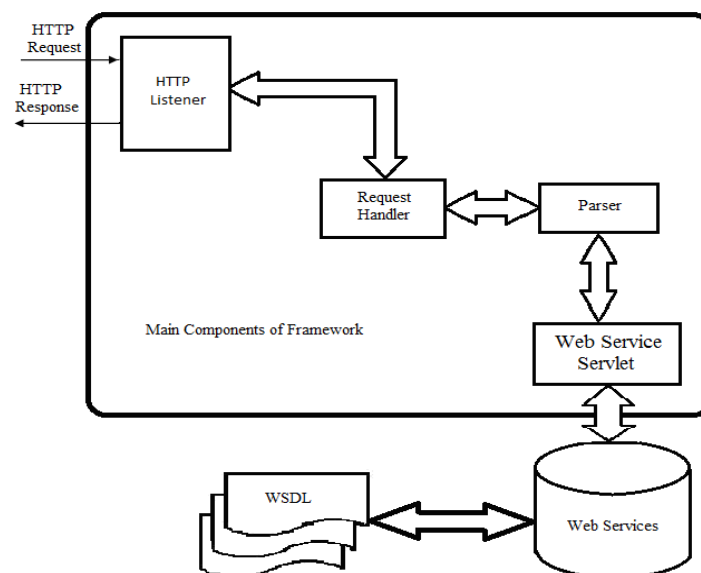 HTTP
Request
HTTP
Response
HTTP
Listener
Request
Handler
Parser
Main Components of Framework
Web Service
Servlet
WSDL
Web Services